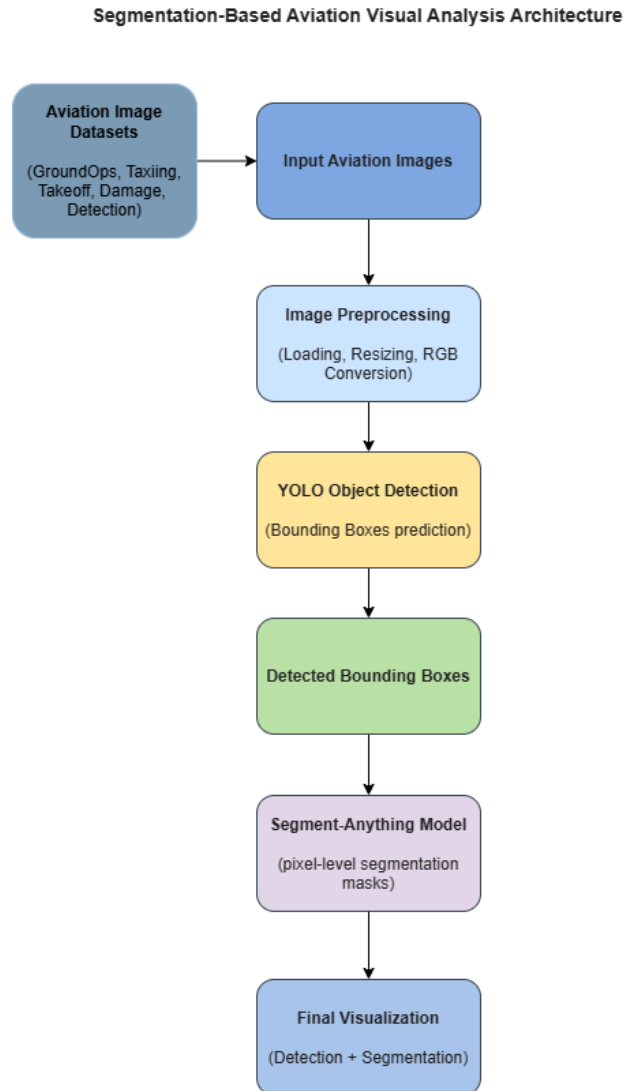 Segmentation-Based Aviation Visual Analysis Architecture
Aviation Image
Datasets
(GroundOps, Taxiing,
Takeoff, Damage,
Detection)
Input Aviation Images
Image Preprocessing
(Loading, Resizing, RGB
Conversion)
YOLO Object Detection
(Bounding Boxes prediction)
Detected Bounding Boxes
Segment-Anything Model
(pixel-level segmentation
masks)
Final Visualization
(Detection + Segmentation)